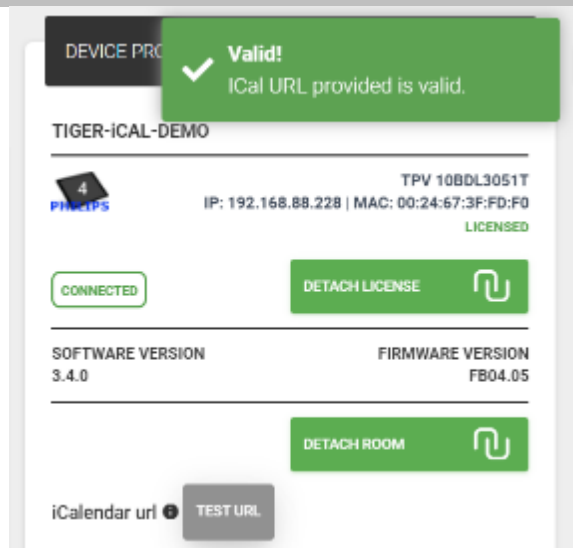 DEVICE PRO
Valid!
ICal URL provided is valid.
TIGER-iCAL-DEMO
4
PHILIPS
TPV 10BDL3051T
IP: 192.168.88.228 | MAC: 00:24:67:3F:FD:F0
LICENSED
CONNECTED
DETACH LICENSE
SOFTWARE VERSION
FIRMWARE VERSION
3.4.0
FB04.05
DETACH ROOM
iCalendar url
TEST URL